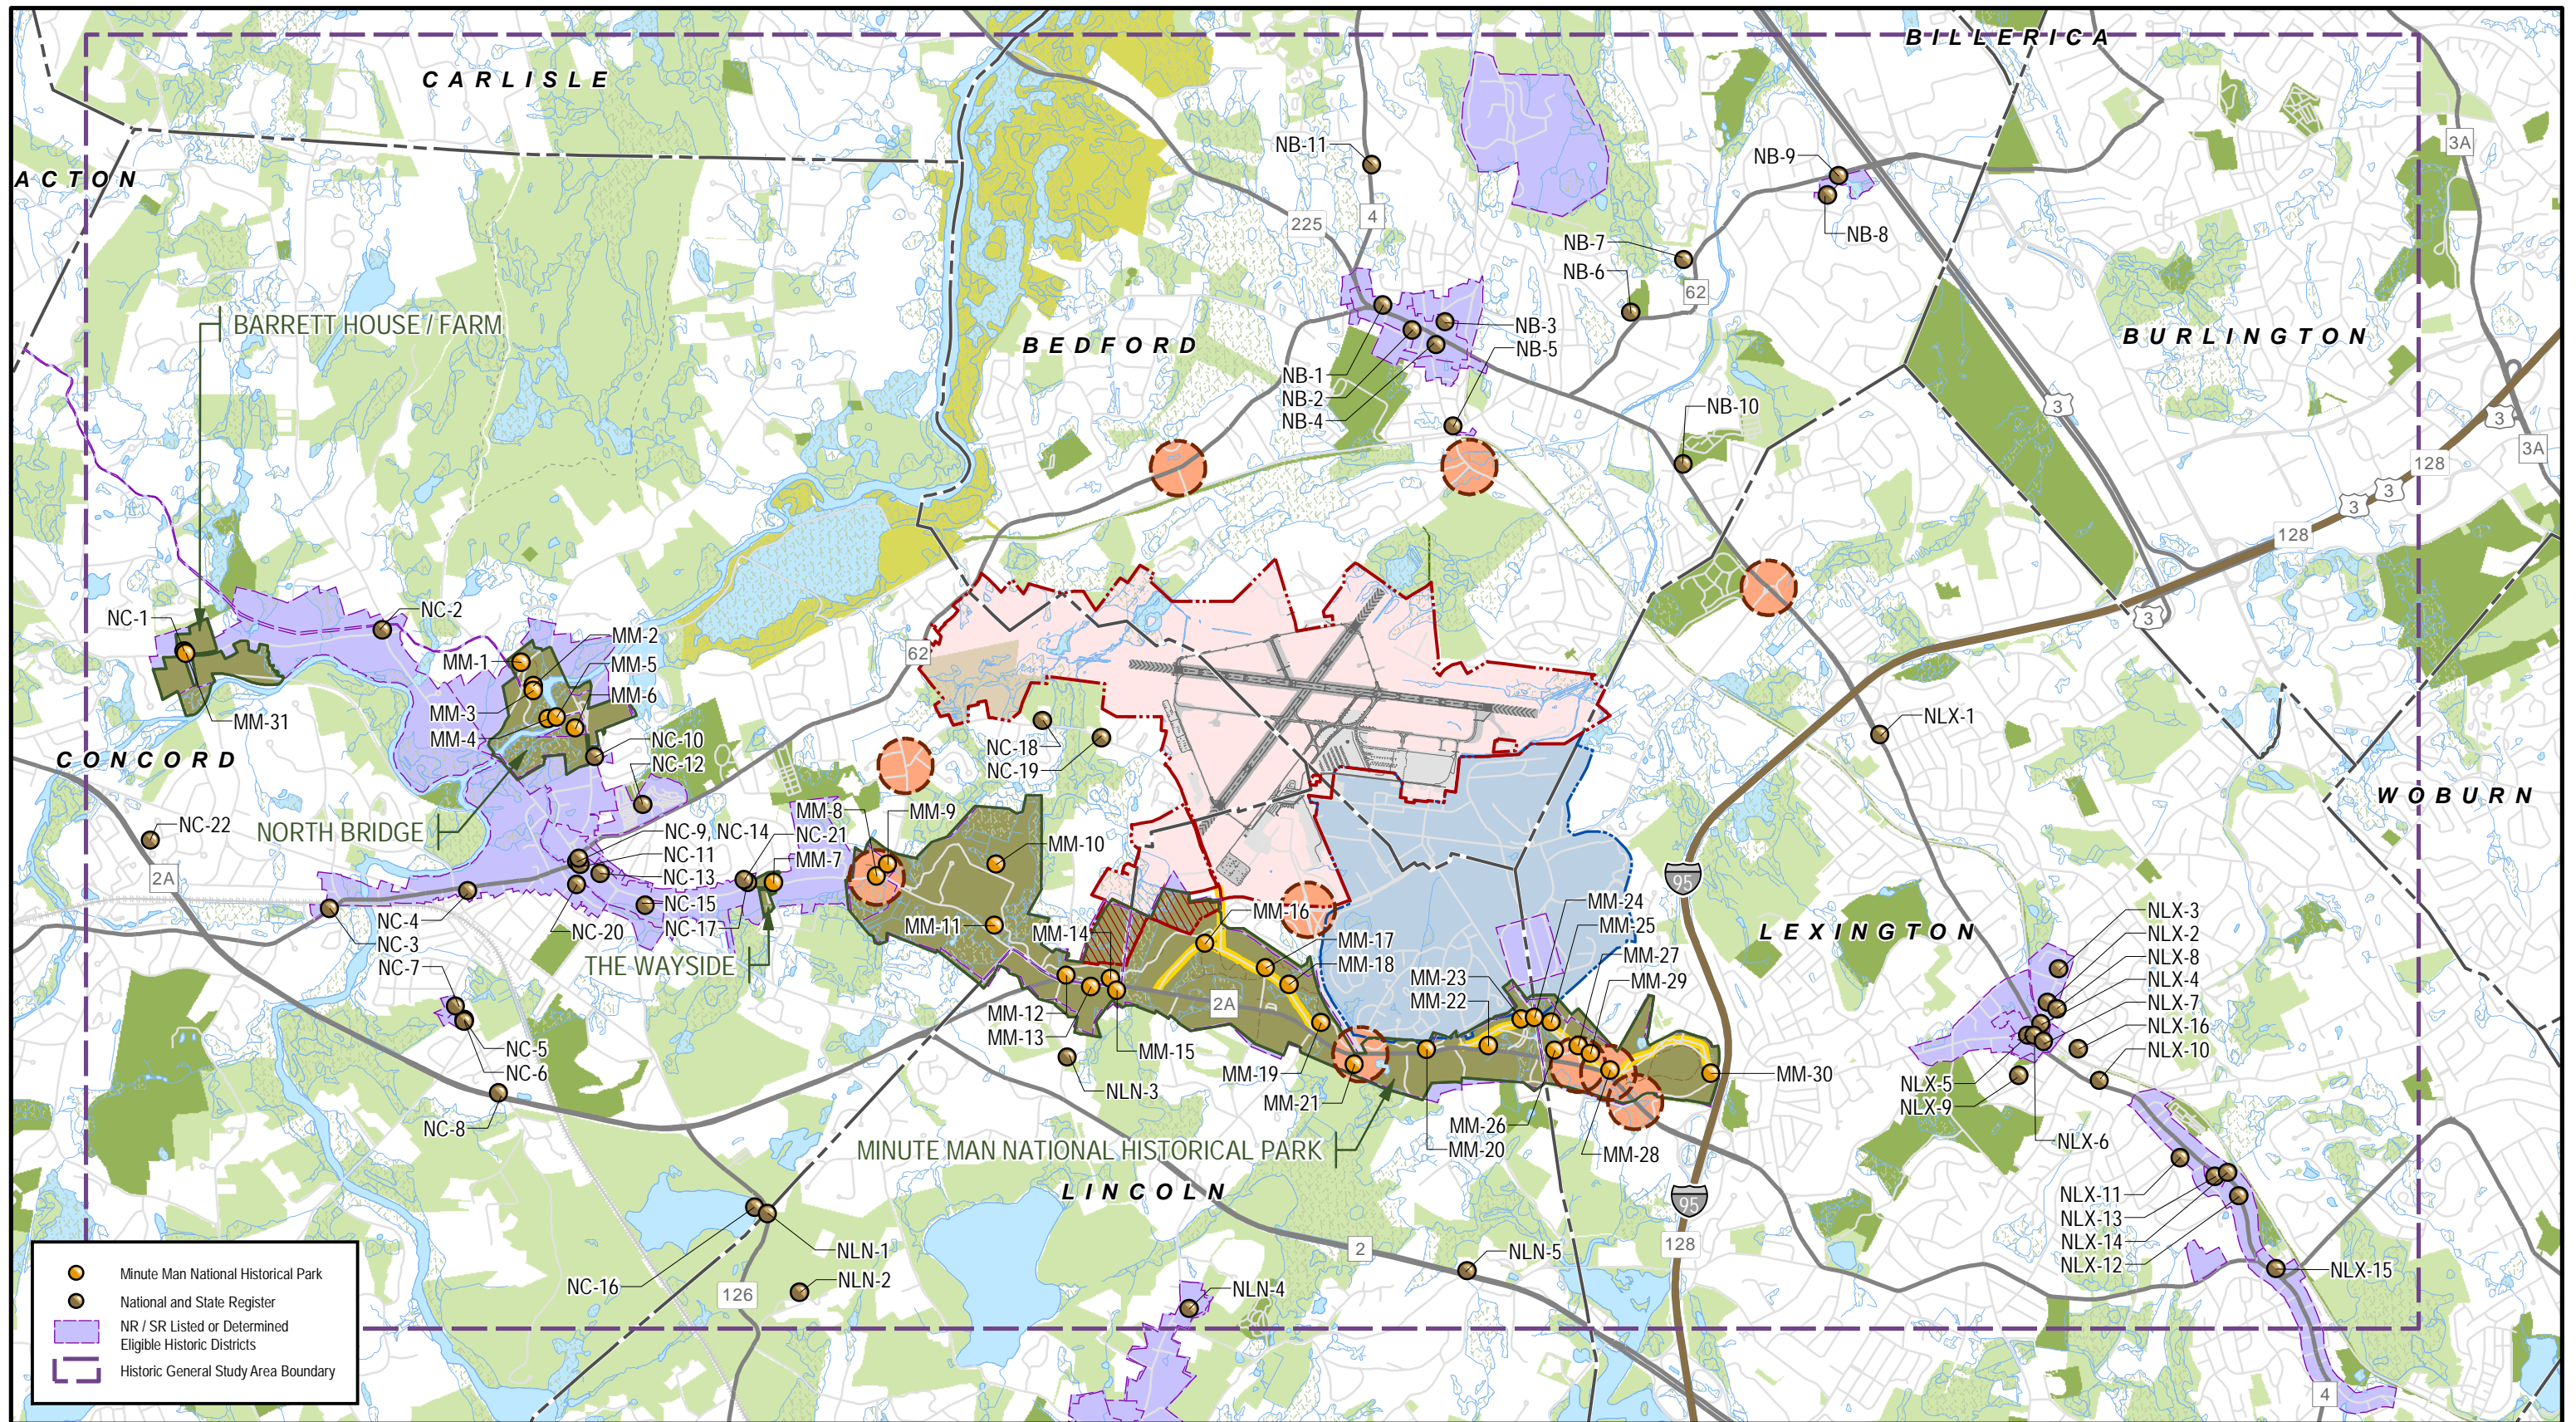 BILLERICA
CARLISLE
NB-11
NB-9
3A
ACTON
4
225
NB-8
NB-7
NB-6
62
BARRETT HOUSE / FARM
NB-3
BEDFORD
NB-5
BURLINGTON
NB-1
NB-2
NB-4
NB-10
3
3
3A
128
3
3
128
NC-1
NC-2
3
MM-2
MM-1
MM-5
62
MM-6
MM-3
MM-31
MM-4
NLX-1
NC-10
NC-18
CONCORD
NC-12
NC-19
WOBURN
MM-8
MM-9
NC-22
NORTH BRIDGE
NC-9, NC-14
NC-21
MM-10
NC-11
MM-7
2A
NC-13
95
NC-4
NC-15
MM-16
MM-24
NLX-3
NC-17
MM-11
MM-14
MM-25
NC-20
LEXINGTON
NLX-2
NC-3
MM-17
MM-27
NLX-8
NC-7
THE WAYSIDE
MM-18
MM-23
MM-29
NLX-4
2A
MM-22
NLX-7
MM-12
NLX-16
MM-13
NC-5
MM-15
NLX-10
NC-6
MM-19
MM-30
NLX-5
NLN-3
MM-21
NLX-9
NC-8
MM-26
MINUTE MAN NATIONAL HISTORICAL PARK
MM-20
MM-28
NLX-6
LINCOLN
NLX-11
95
NLX-13
NLX-14
NLN-1
2
128
NLN-5
NLX-12
NLX-15
NC-16
NLN-2
NLN-4
126
4
Minute Man National Historical Park
National and State Register
NR / SR Listed or Determined
Eligible Historic Districts
Historic General Study Area Boundary